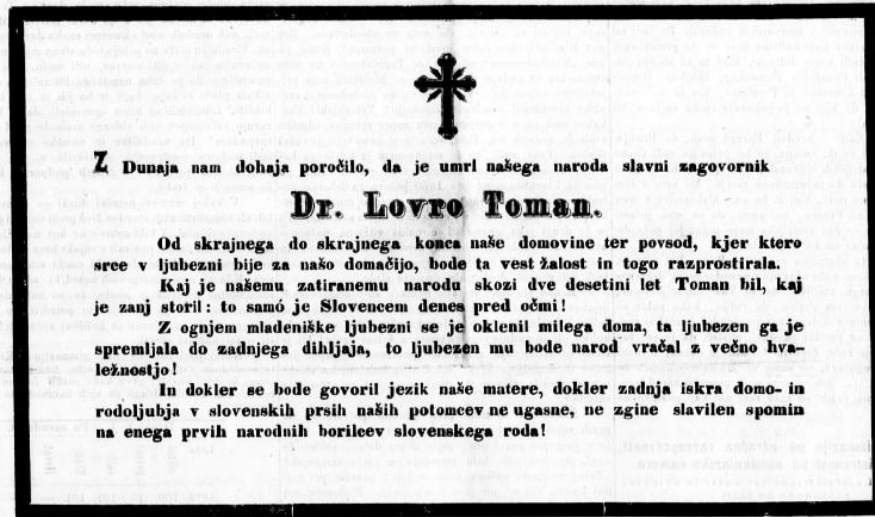 Z Dunaja nam dohaja poročilo, da je umrl našega naroda slavni zagovornik
Dr. Lovro Toman.
Od skrajnega do skrajnega konca naše domovine ter povsod, kjer ktero
srce v ljubezni bije za našo domačijo, bode ta vest žalost in togo razprostirala.
Kaj je našemu zatiranemu narodu skozi dve desetini let Toman bil, kaj
je zanj storil: to samó je Slovencem denes pred očmi!
Z ognjem mladeniške ljubezni se je oklenil milega doma, ta ljubezen ga je
spremljala do zadnjega dihljaja, to ljubezen mu bode narod vračal z večno hva-
ležnostjo!
In dokler se bode govoril jezik naše matere, dokler zadnja iskra domo- in
rodoljubja v slovenskih prsih naših potomcev ne ugasne, ne zgine slavilen spomin
na enega prvih narodnih borilcev slovenskega roda!